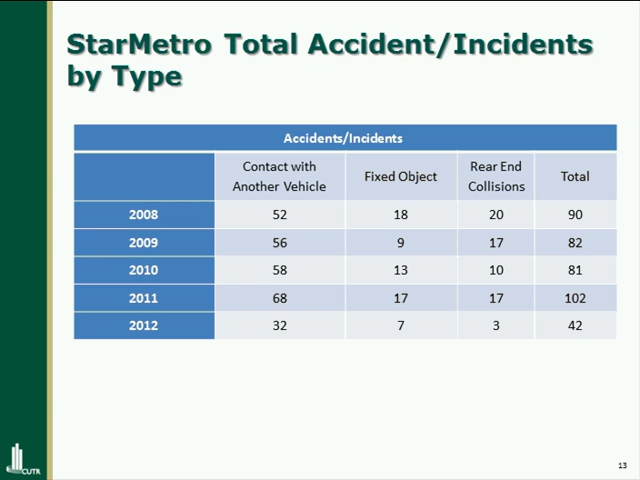 StarMetro Total Accident/Incidents
by Type
Accidents/Incidents
Contact with
Another Vehicle
Fixed Object
Rear End
Collisions
Total
2008 52 18 20 90
2009 56 9 17 82
2010 58 13 10 81
2011 68 17 17 102
2012 32 7 3 42
CUTR
13